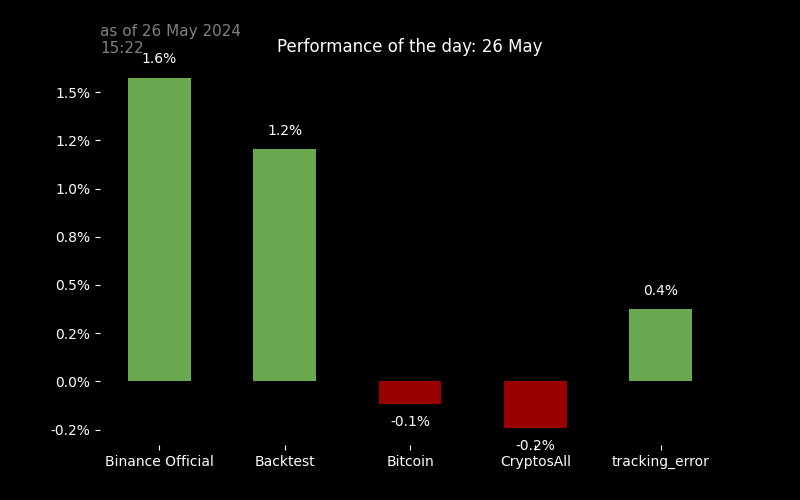 as of 26 May 2024
15:22
Performance of the day: 26 May
1.6%
1.5%
1.2%
1.2%
1.0%
0.8%
0.5%
0.4%
0.2%
0.0%
-0.1%
-0.2%
-0.2%
Binance Official
Backtest
Bitcoin
CryptosAll
tracking_error